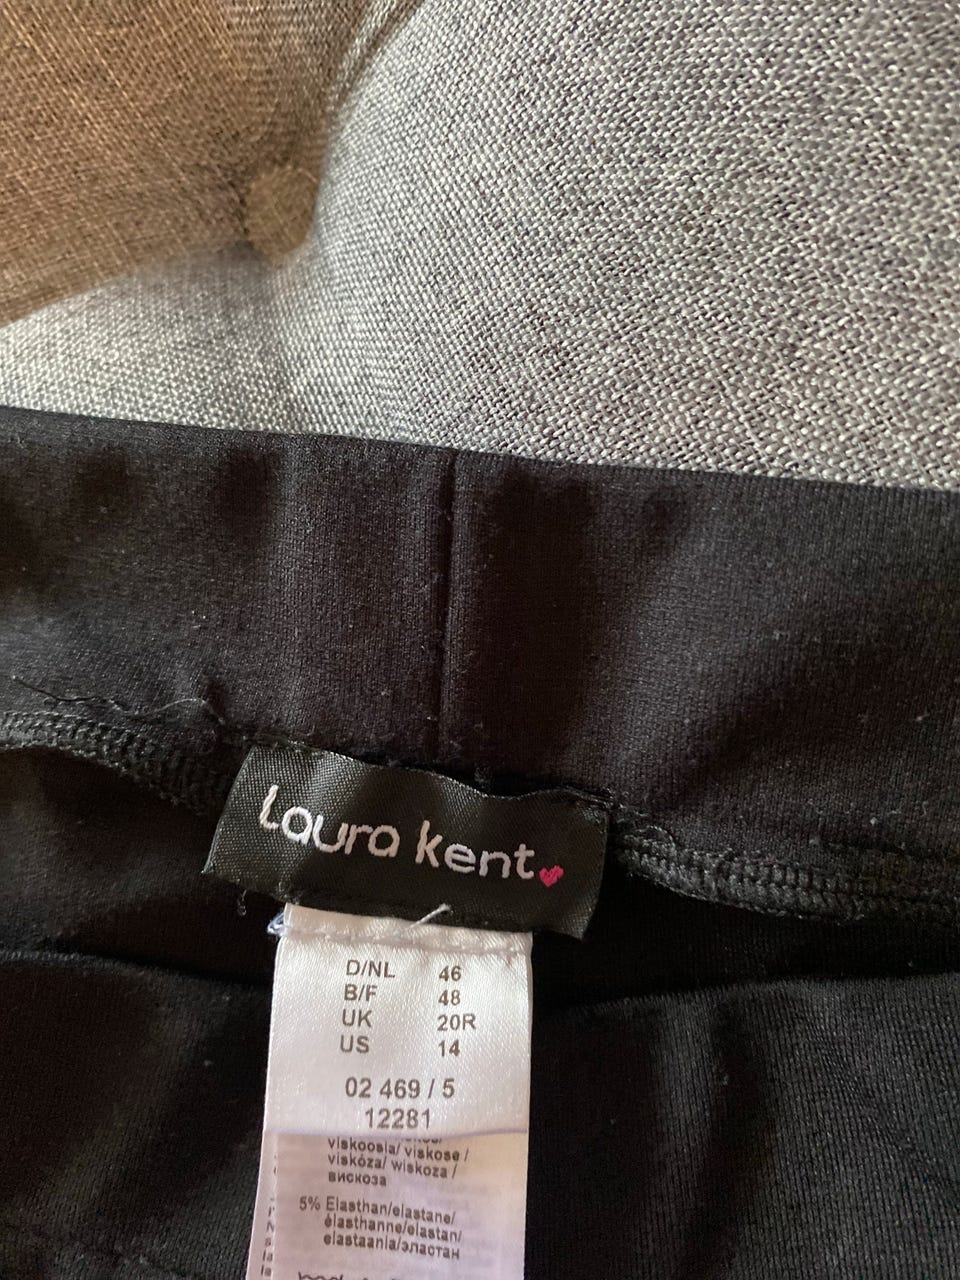 Laura kent
D/NL 46
B/F 48
UK 20R
US 14
02 469 / 5
12281
viskoosia/ viskose /
viskóza/ wiskoza /
вискоза
5% Elasthan/elastane/
élasthanne/elastan/
elastaania/эластан